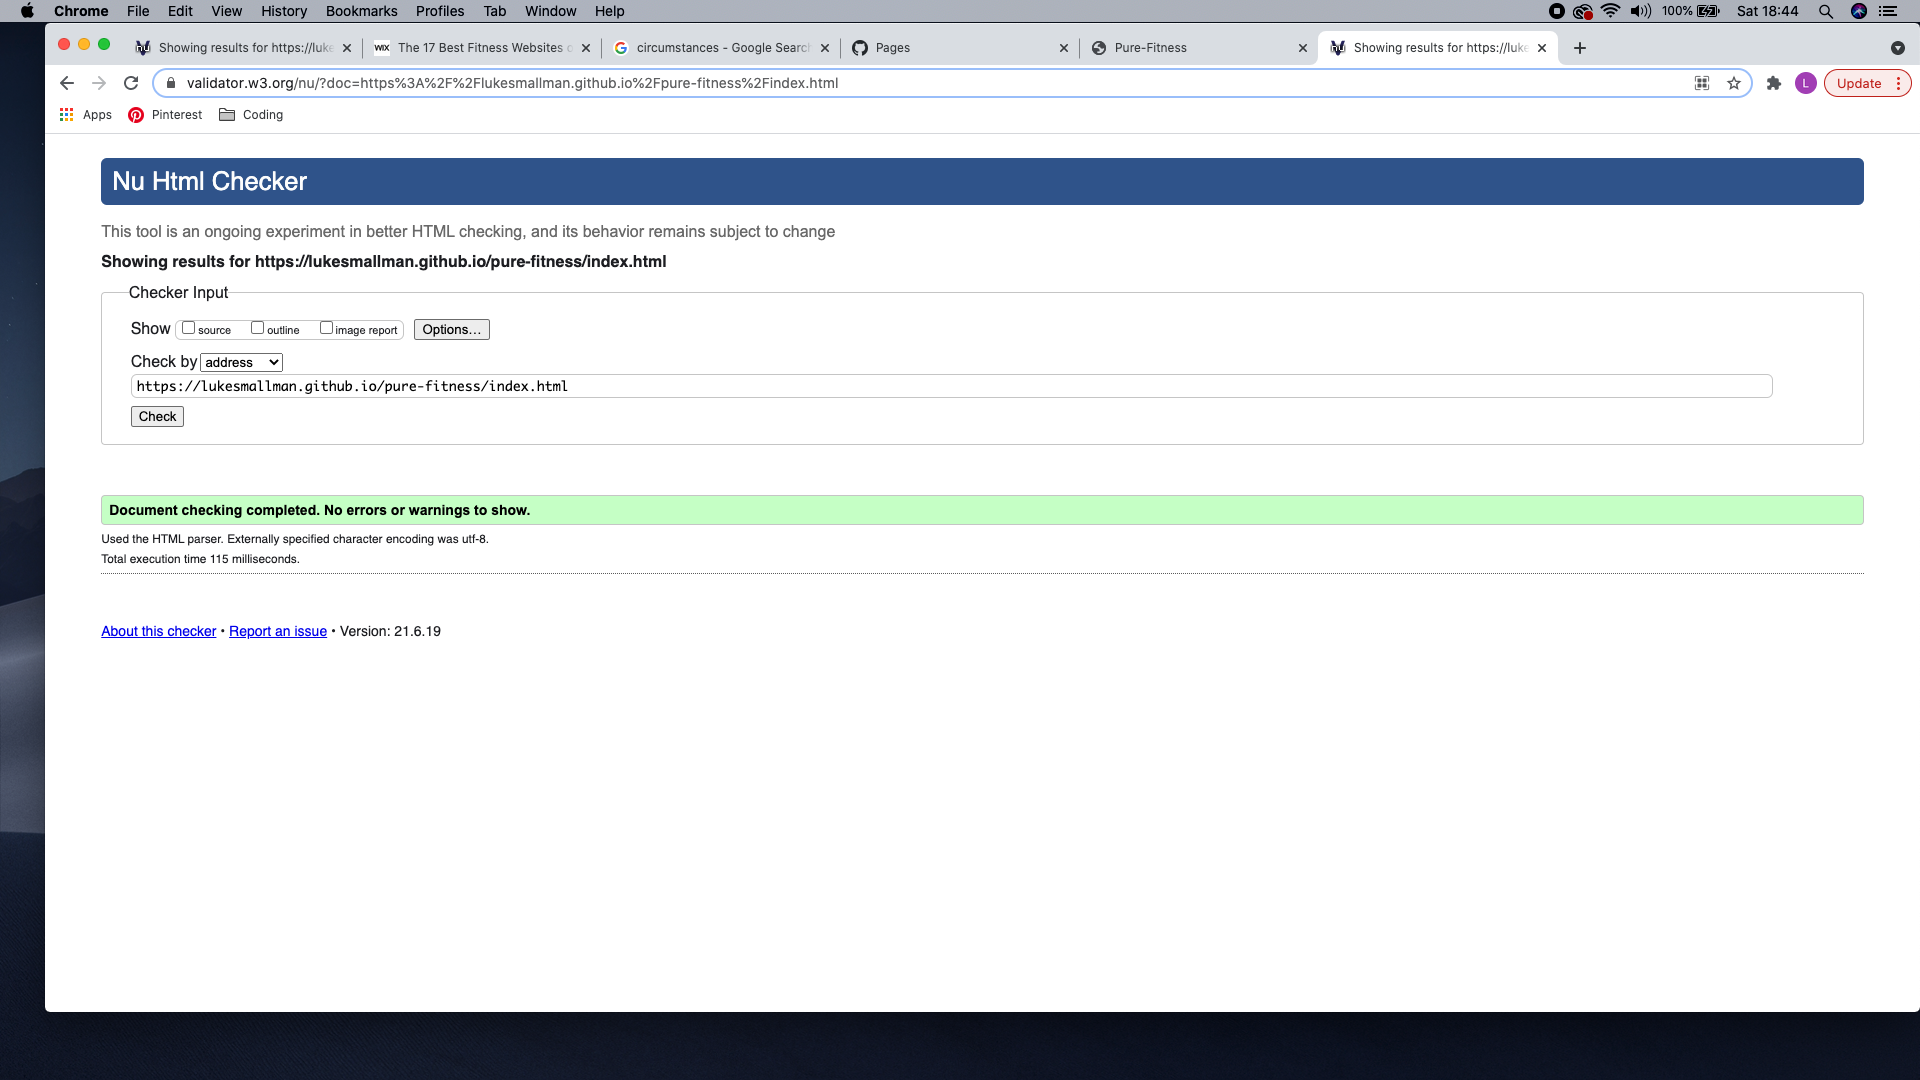 Chrome File Edit View History Bookmarks Profiles Tab Window Help 100% Sat 18:44
Showing results for https://luke The 17 Best Fitness Websites circumstances - Google Searc Pages Pure-Fitness Showing results for https://luke
validator.w3.org/nu/?doc=https%3A%2F%2Flukesmallman.github.io%2Fpure-fitness%2Findex.html L Update
Apps Pinterest Coding
Nu Html Checker
This tool is an ongoing experiment in better HTML checking, and its behavior remains subject to change
Showing results for https://lukesmallman.github.io/pure-fitness/index.html
Checker Input
Show source outline image report Options...
Check by address
https://lukesmallman.github.io/pure-fitness/index.html
Check
Document checking completed. No errors or warnings to show.
Used the HTML parser. Externally specified character encoding was utf-8.
Total execution time 115 milliseconds.
About this checker • Report an issue • Version: 21.6.19